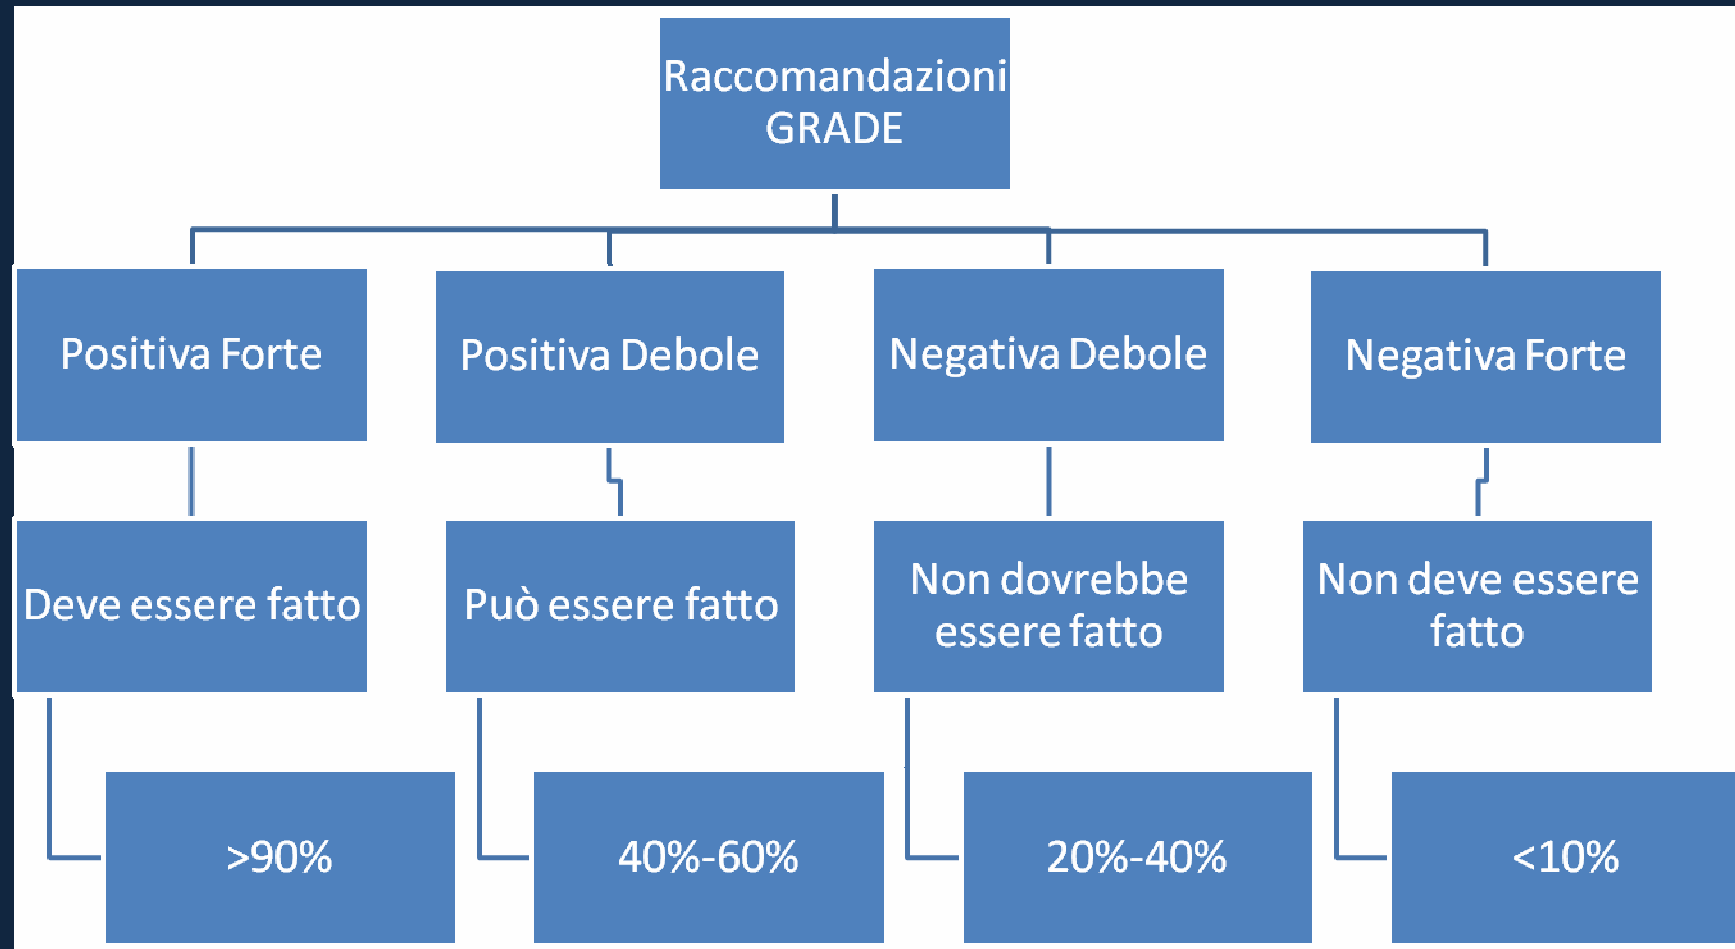 Raccomandazioni
GRADE
Positiva Forte
Positiva Debole
Negativa Debole
Negativa Forte
Deve essere fatto
Può essere fatto
Non dovrebbe
essere fatto
Non deve essere
fatto
>90%
40%-60%
20%-40%
<10%